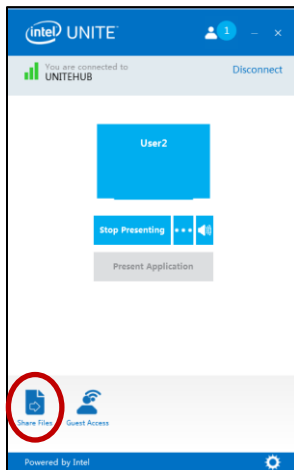 intel UNITE
1
You are connected to
UNITEHUB
Disconnect
User2
Stop Presenting
Present Application
Share Files
Guest Access
Powered by Intel